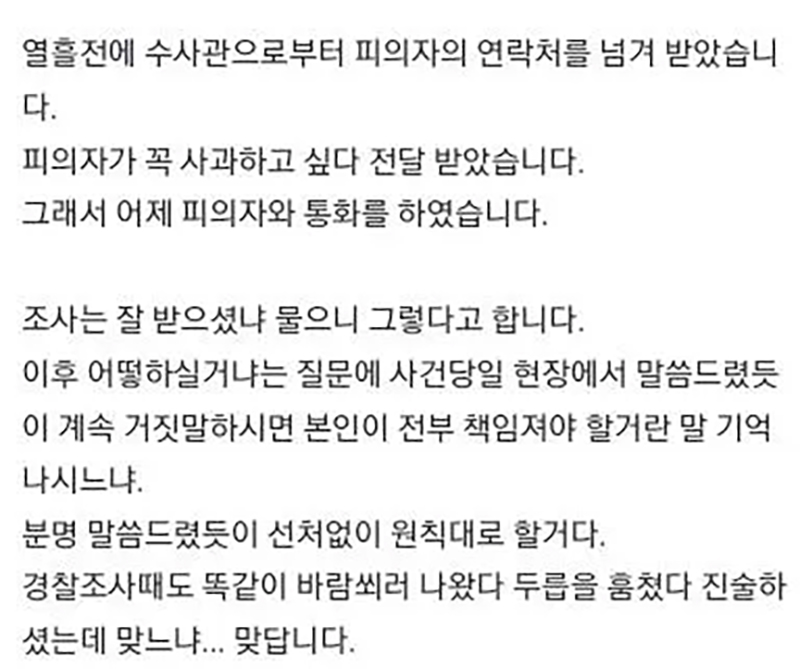 열흘전에 수사관으로부터 피의자의 연락처를 넘겨 받았습니
다.
피의자가 꼭 사과하고 싶다 전달 받았습니다.
그래서 어제 피의자와 통화를 하였습니다.
조사는 잘 받으셨냐 물으니 그렇다고 합니다.
이후 어떻하실거냐는 질문에 사건당일 현장에서 말씀드렸듯
이 계속 거짓말하시면 본인이 전부 책임져야 할거란 말 기억
나시느냐.
분명 말씀드렸듯이 선처없이 원칙대로 할거다.
경찰조사때도 똑같이 바람쐬러 나왔다 두릅을 훔쳤다 진술하
셨는데 맞느냐... 맞답니다.